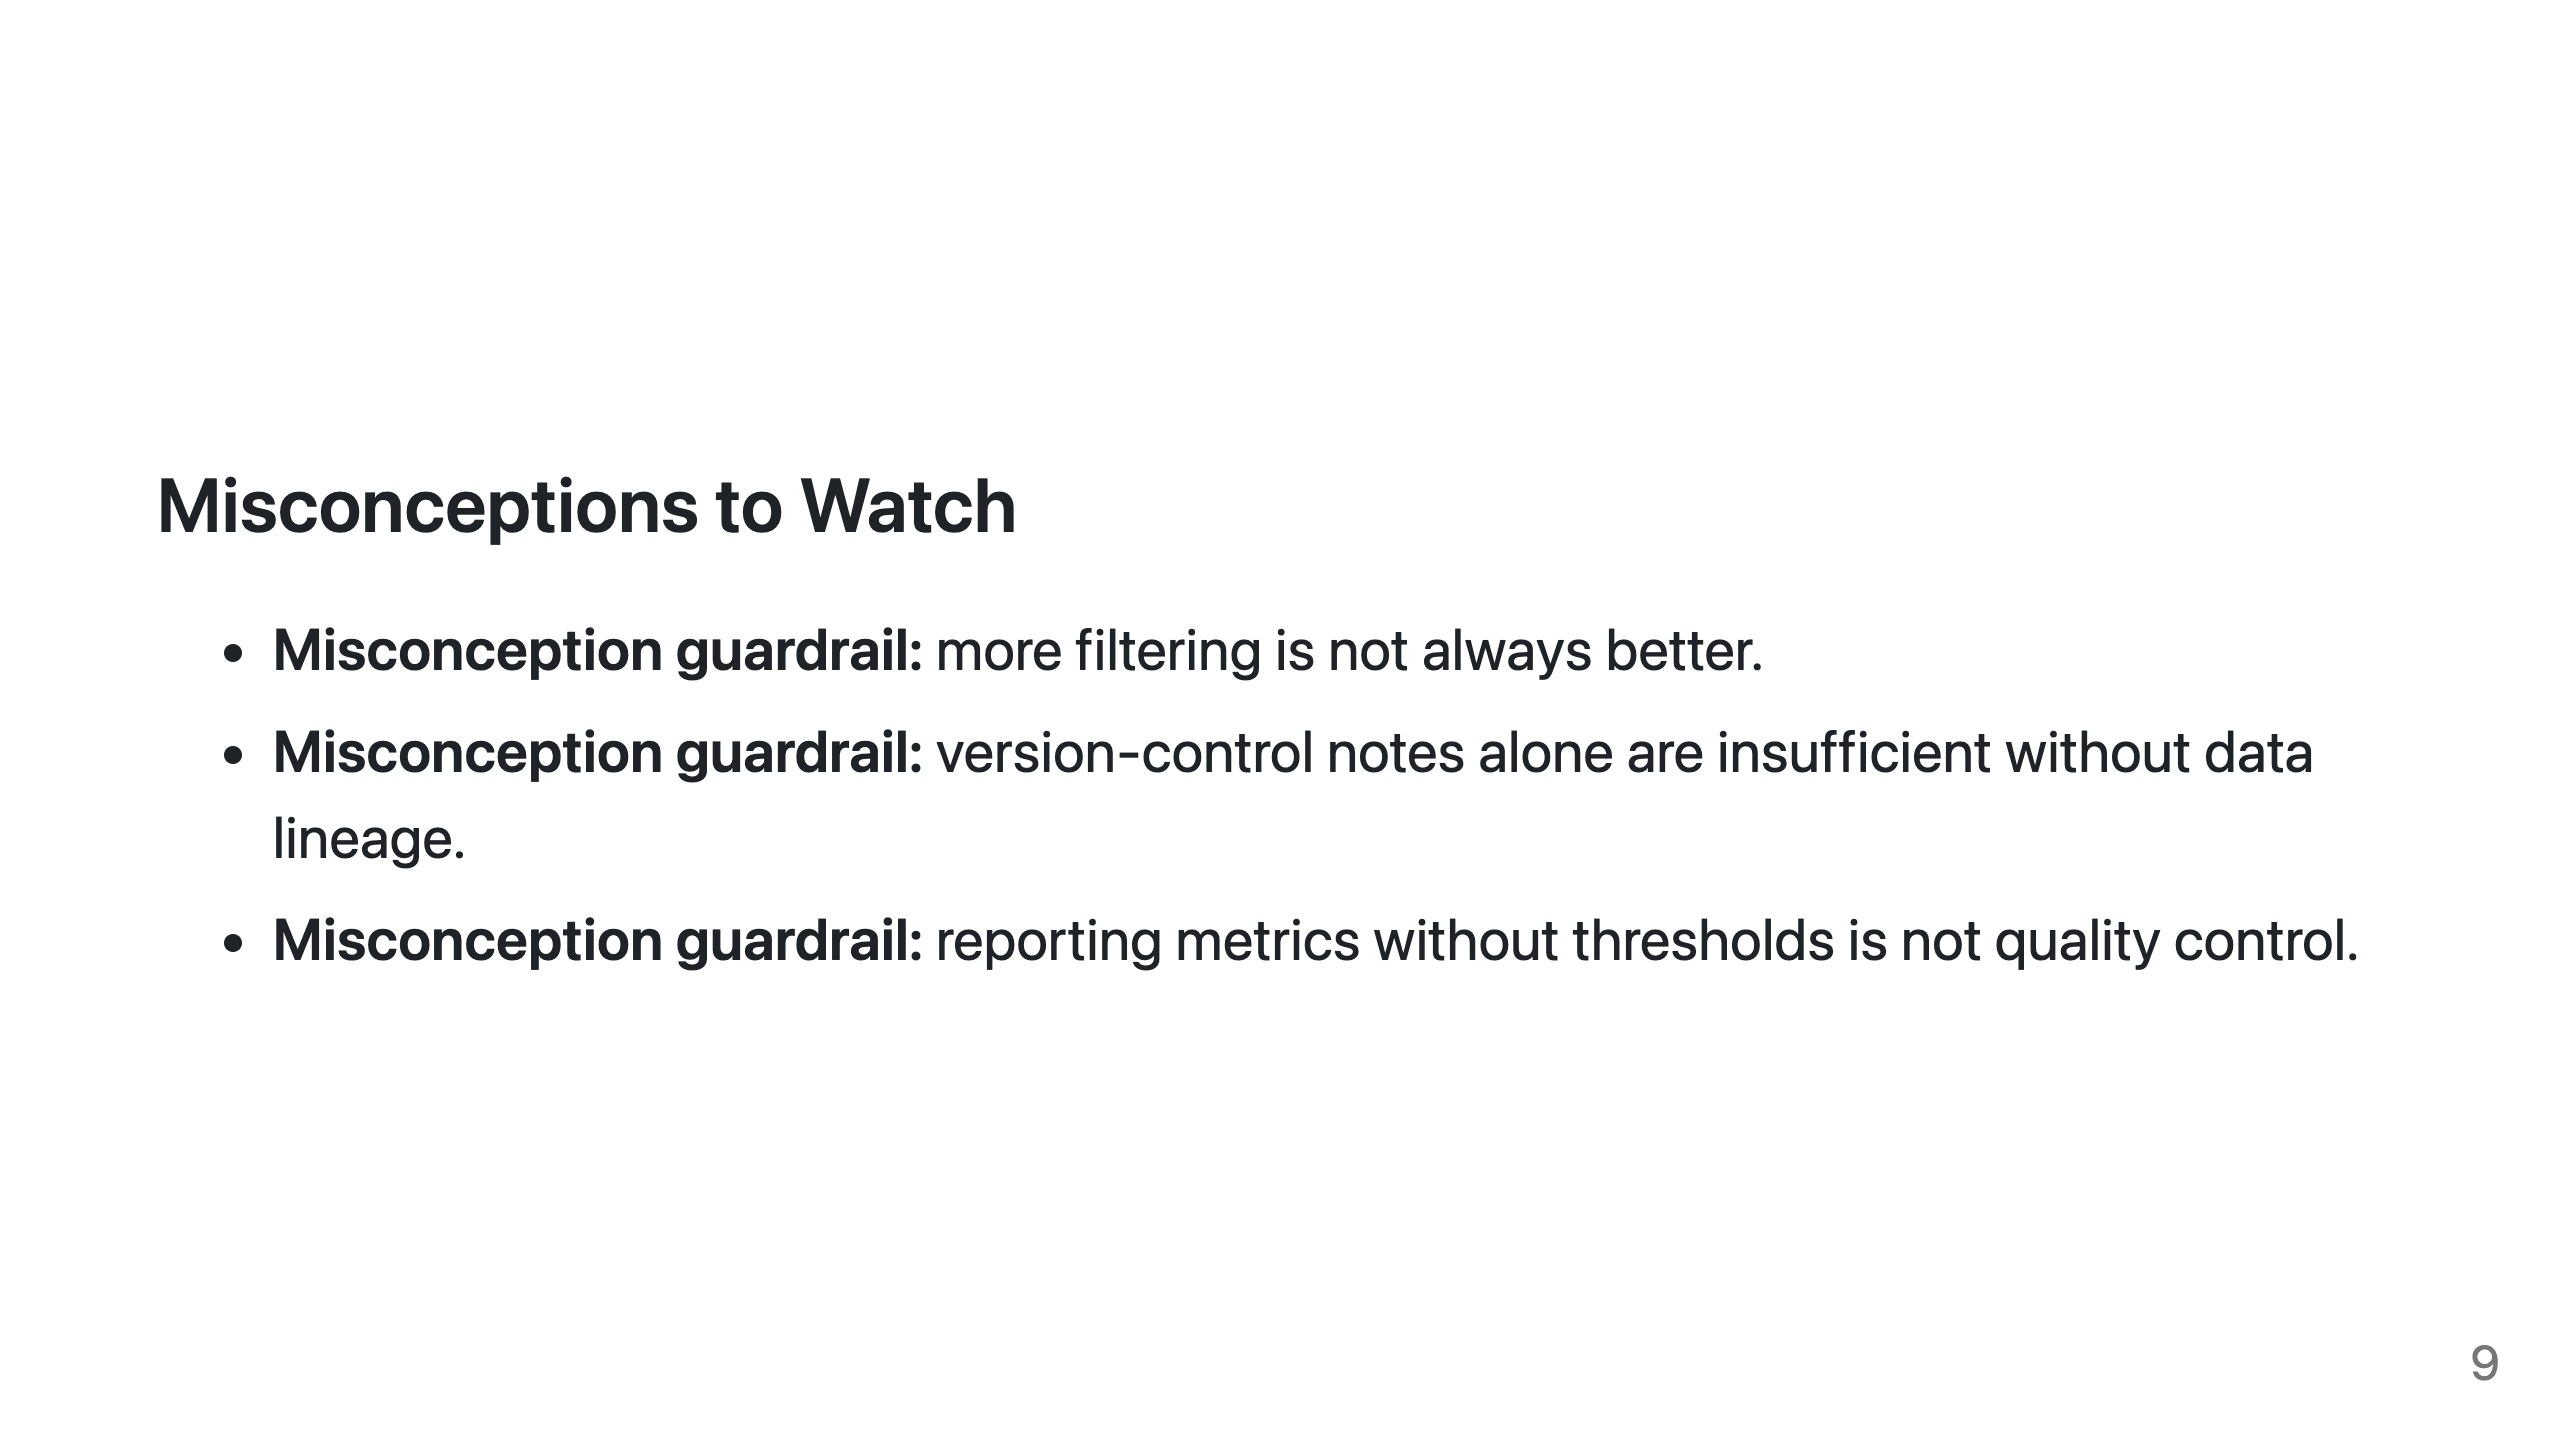 Misconceptions to Watch
• Misconception guardrail: more filtering is not always better.
• Misconception guardrail: version-control notes alone are insufficient without data
lineage.
• Misconception guardrail: reporting metrics without thresholds is not quality control.
9